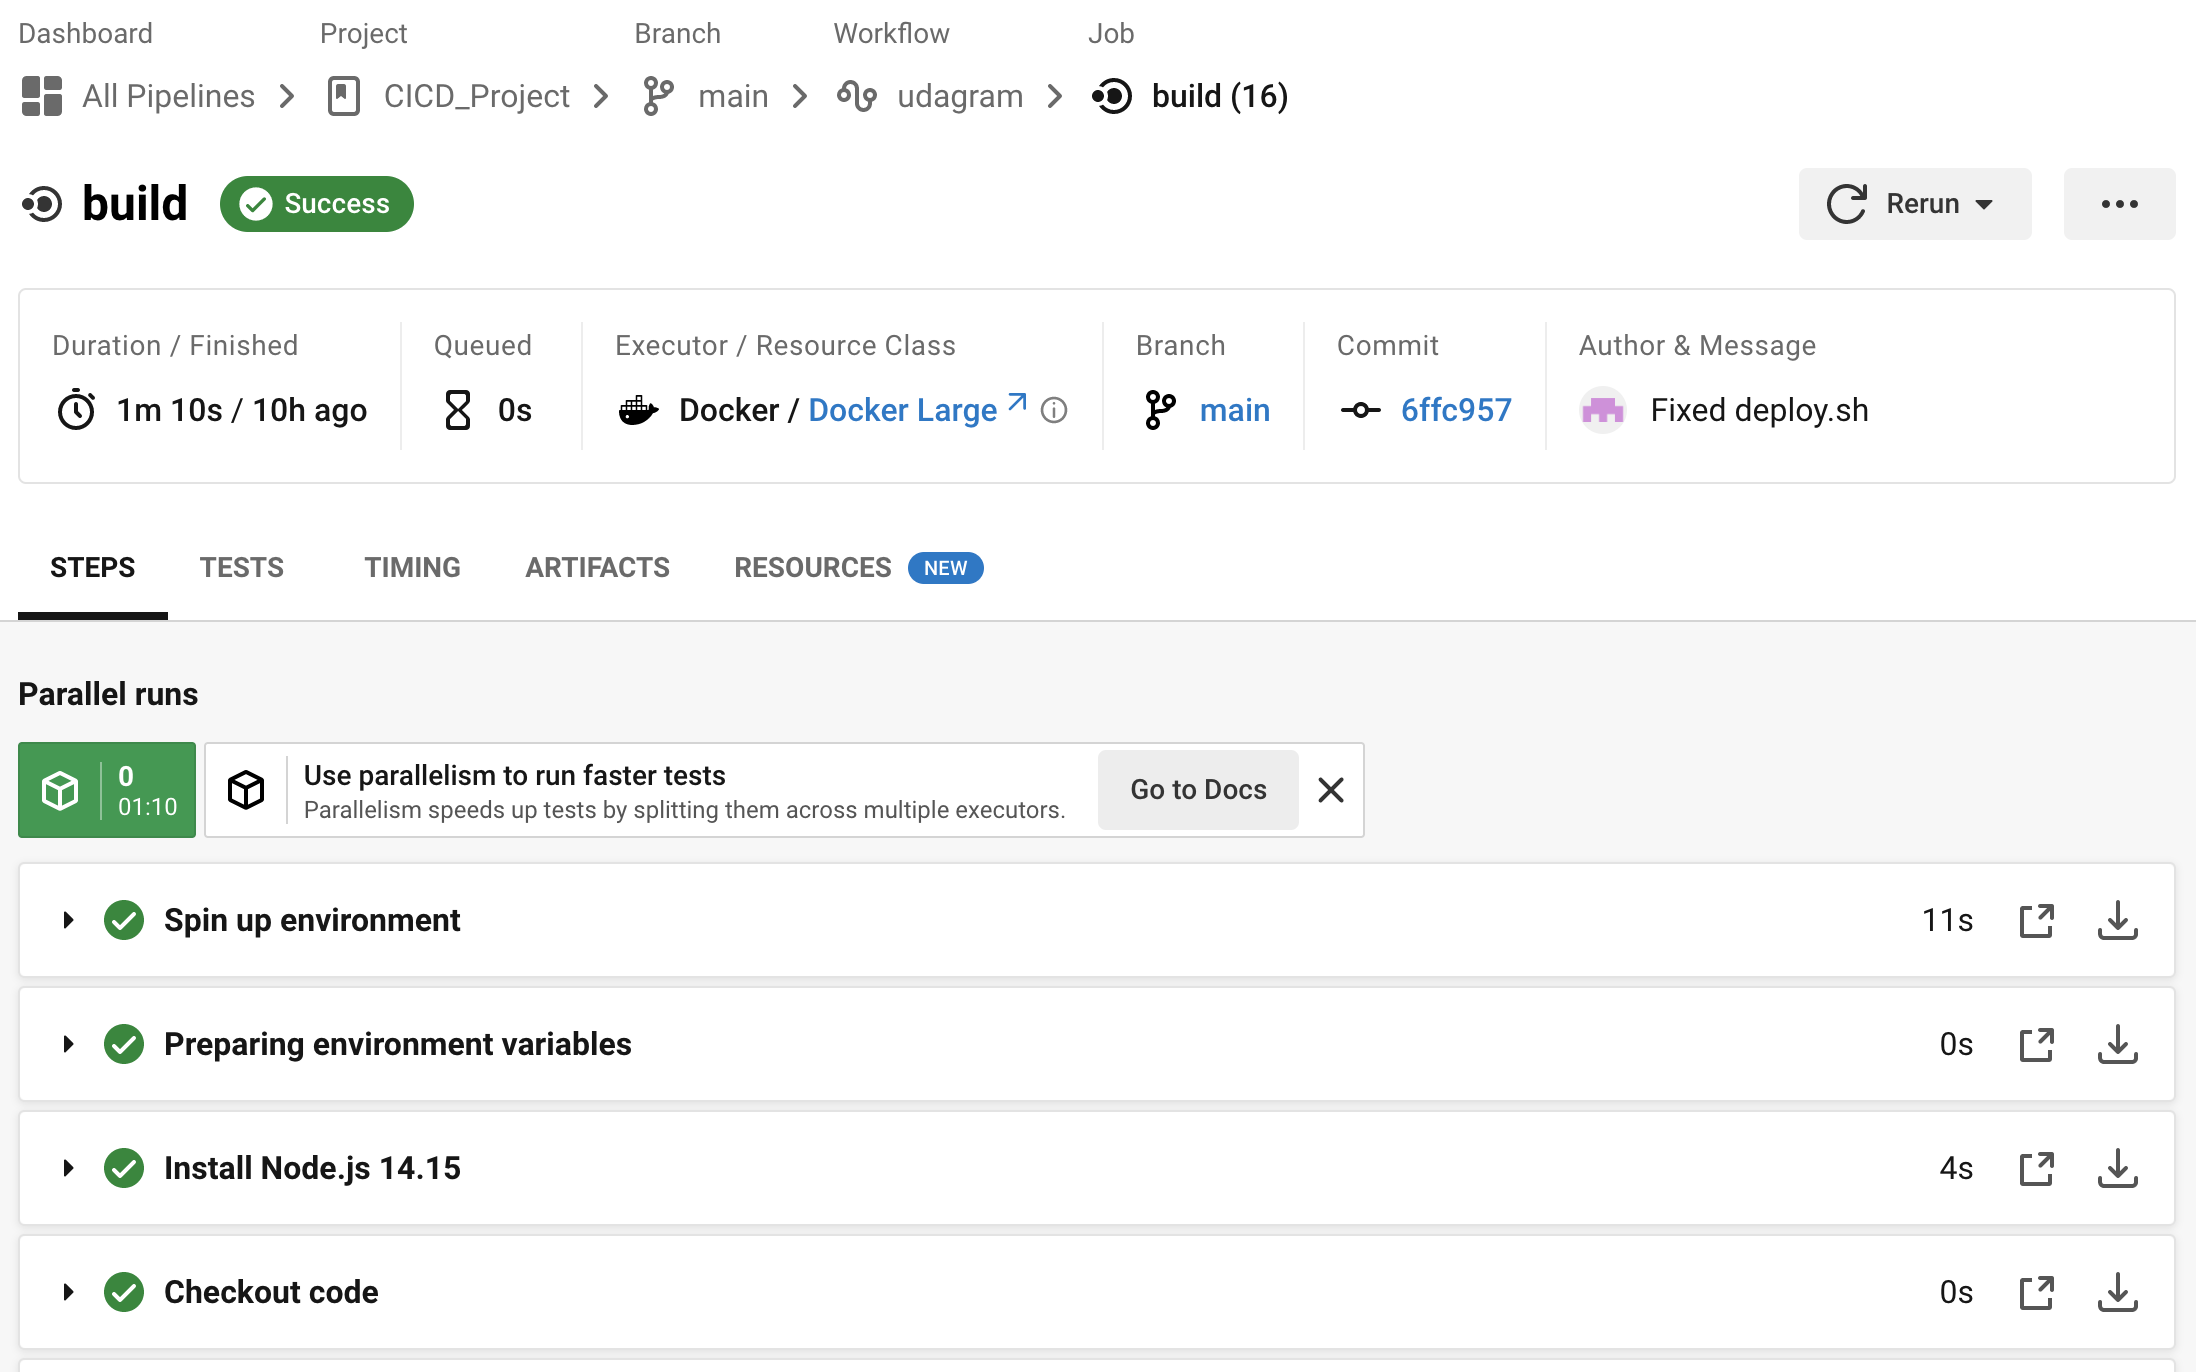 Dashboard Project Branch Workflow Job
All Pipelines CICD_Project main udagram build (16)
build Success Rerun
Duration / Finished Queued Executor / Resource Class Branch Commit Author & Message
1m 10s / 10h ago 0s Docker / Docker Large main 6ffc957 Fixed deploy.sh
STEPS TESTS TIMING ARTIFACTS RESOURCES NEW
Parallel runs
0
01:10
Use parallelism to run faster tests
Parallelism speeds up tests by splitting them across multiple executors.
Go to Docs
Spin up environment 11s
Preparing environment variables 0s
Install Node.js 14.15 4s
Checkout code 0s